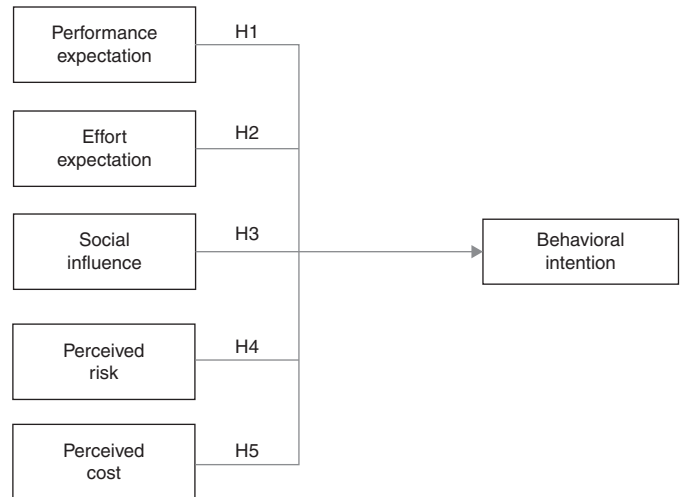 Performance
expectation
H1
Effort
expectation
H2
Social
influence
H3
Behavioral
intention
Perceived
risk
H4
Perceived
cost
H5